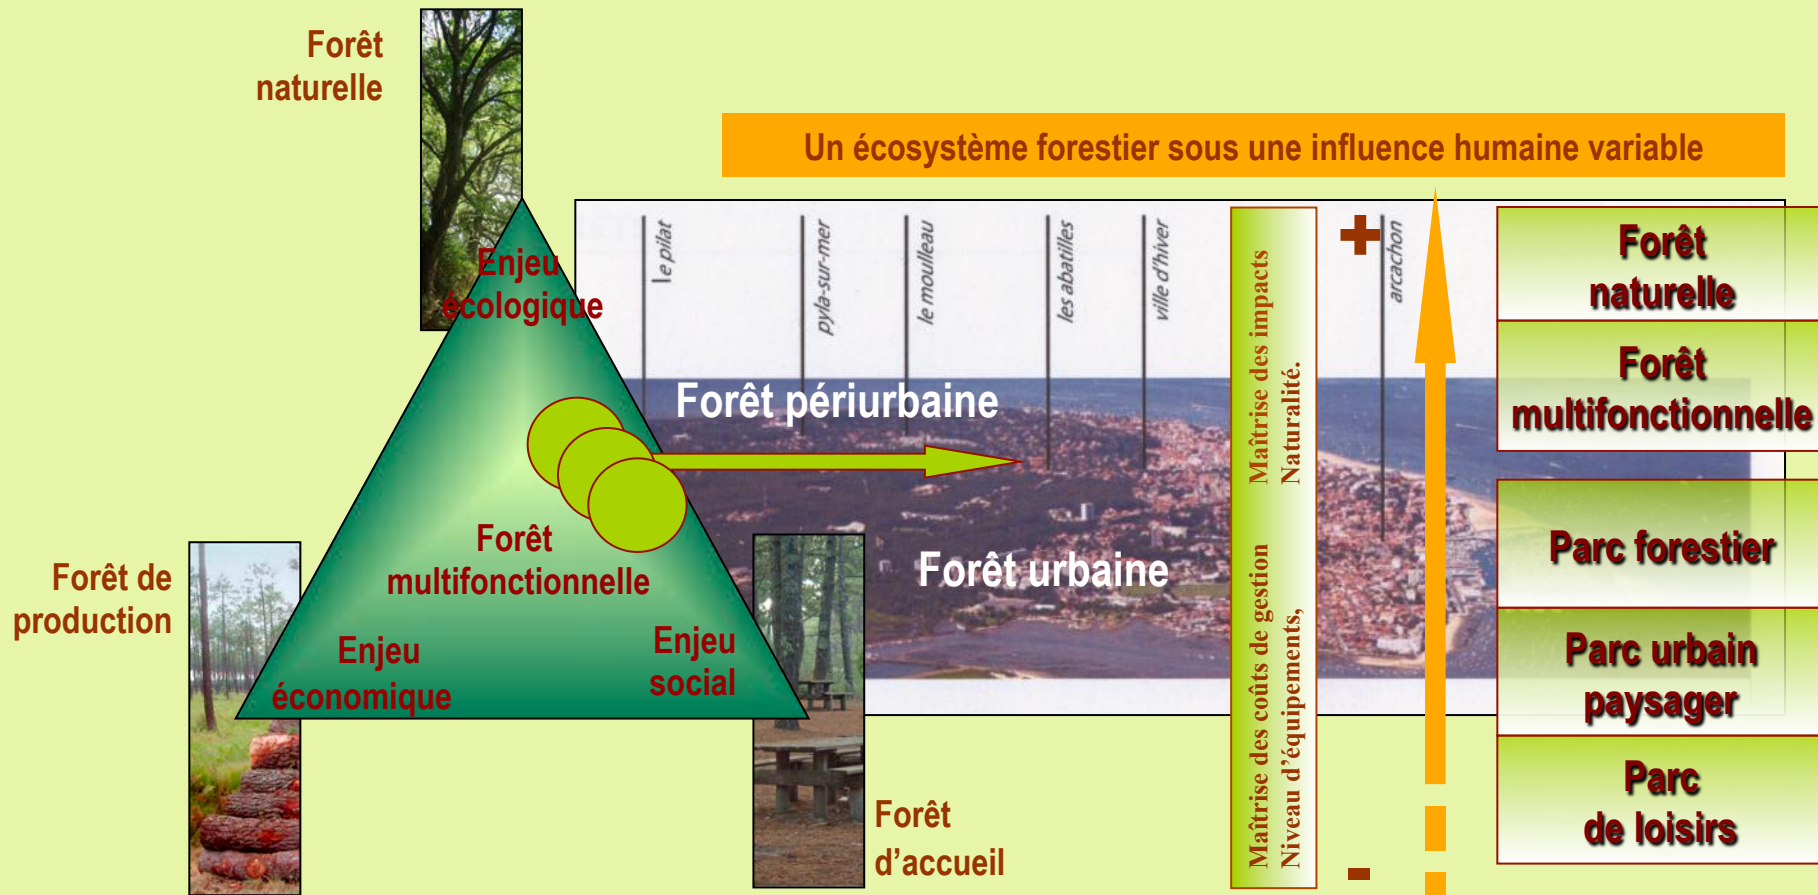 Forêt
naturelle
Un écosystème forestier sous une influence humaine variable
Enjeu
écologique
le pilat
pyla-sur-mer
le moulleau
les abatilles
ville d'hiver
arcachon
Forêt périurbaine
Forêt urbaine
Forêt
multifonctionnelle
Forêt de
production
Enjeu
économique
Enjeu
social
Forêt
d’accueil
Maîtrise des coûts de gestion Maîtrise des impacts
Niveau d’équipements, Naturalité.
+
-
Forêt
naturelle
Forêt
multifonctionnelle
Parc forestier
Parc urbain
paysager
Parc
de loisirs